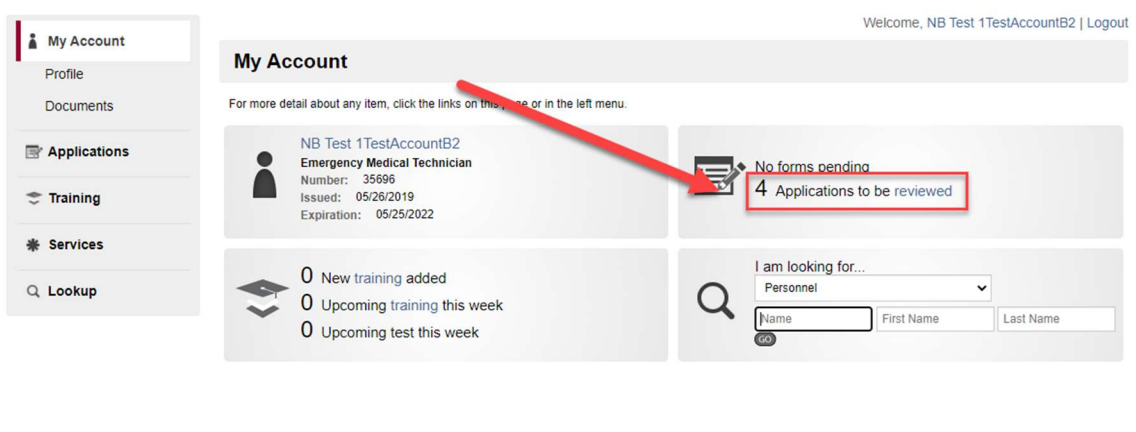 Welcome, NB Test 1TestAccountB2 | Logout
My Account
Profile
Documents
Applications
Training
Services
Lookup
My Account
For more detail about any item, click the links on this page or in the left menu.
NB Test 1TestAccountB2
Emergency Medical Technician
Number: 35696
Issued: 05/26/2019
Expiration: 05/25/2022
No forms pending
4 Applications to be reviewed
0 New training added
0 Upcoming training this week
0 Upcoming test this week
I am looking for...
Personnel
Name First Name Last Name
GO